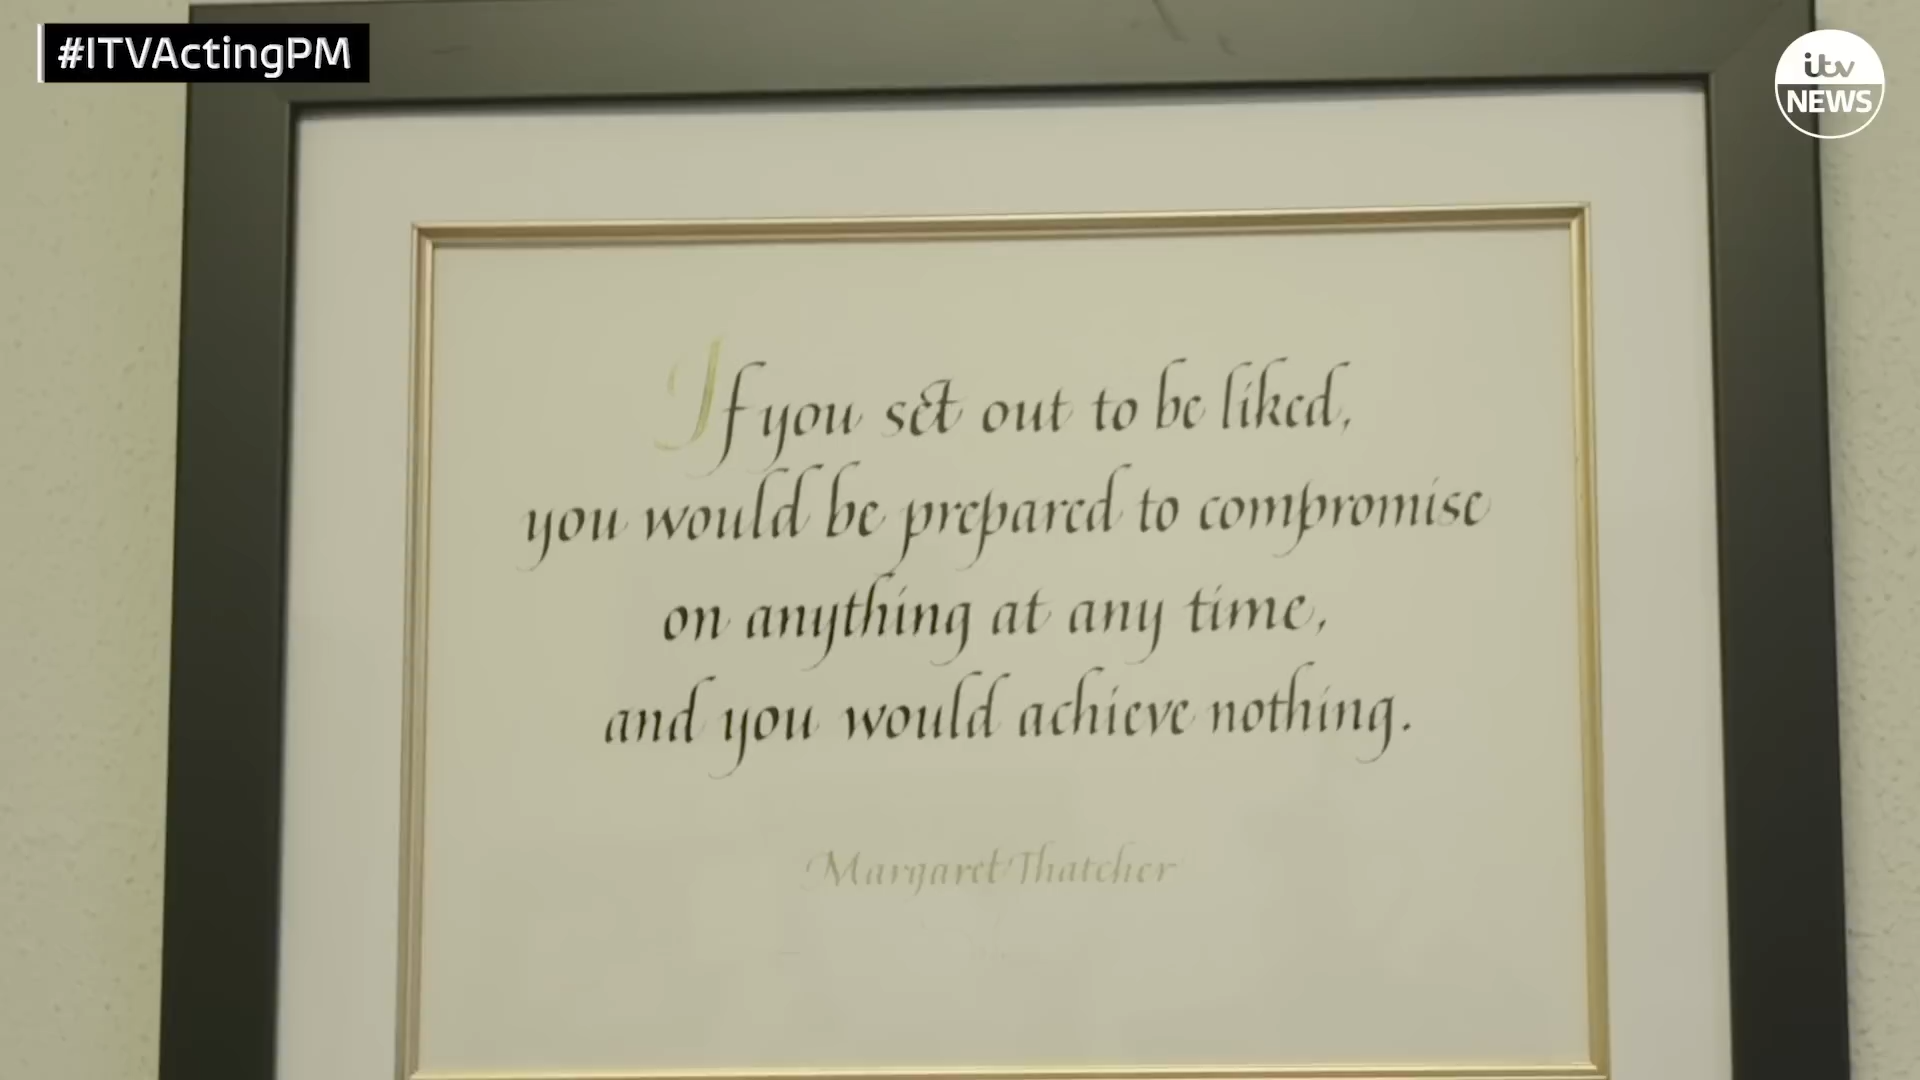 #ITVActingPM
itv
NEWS
If you set out to be liked,
you would be prepared to compromise
on anything at any time,
and you would achieve nothing.
Margaret Thatcher